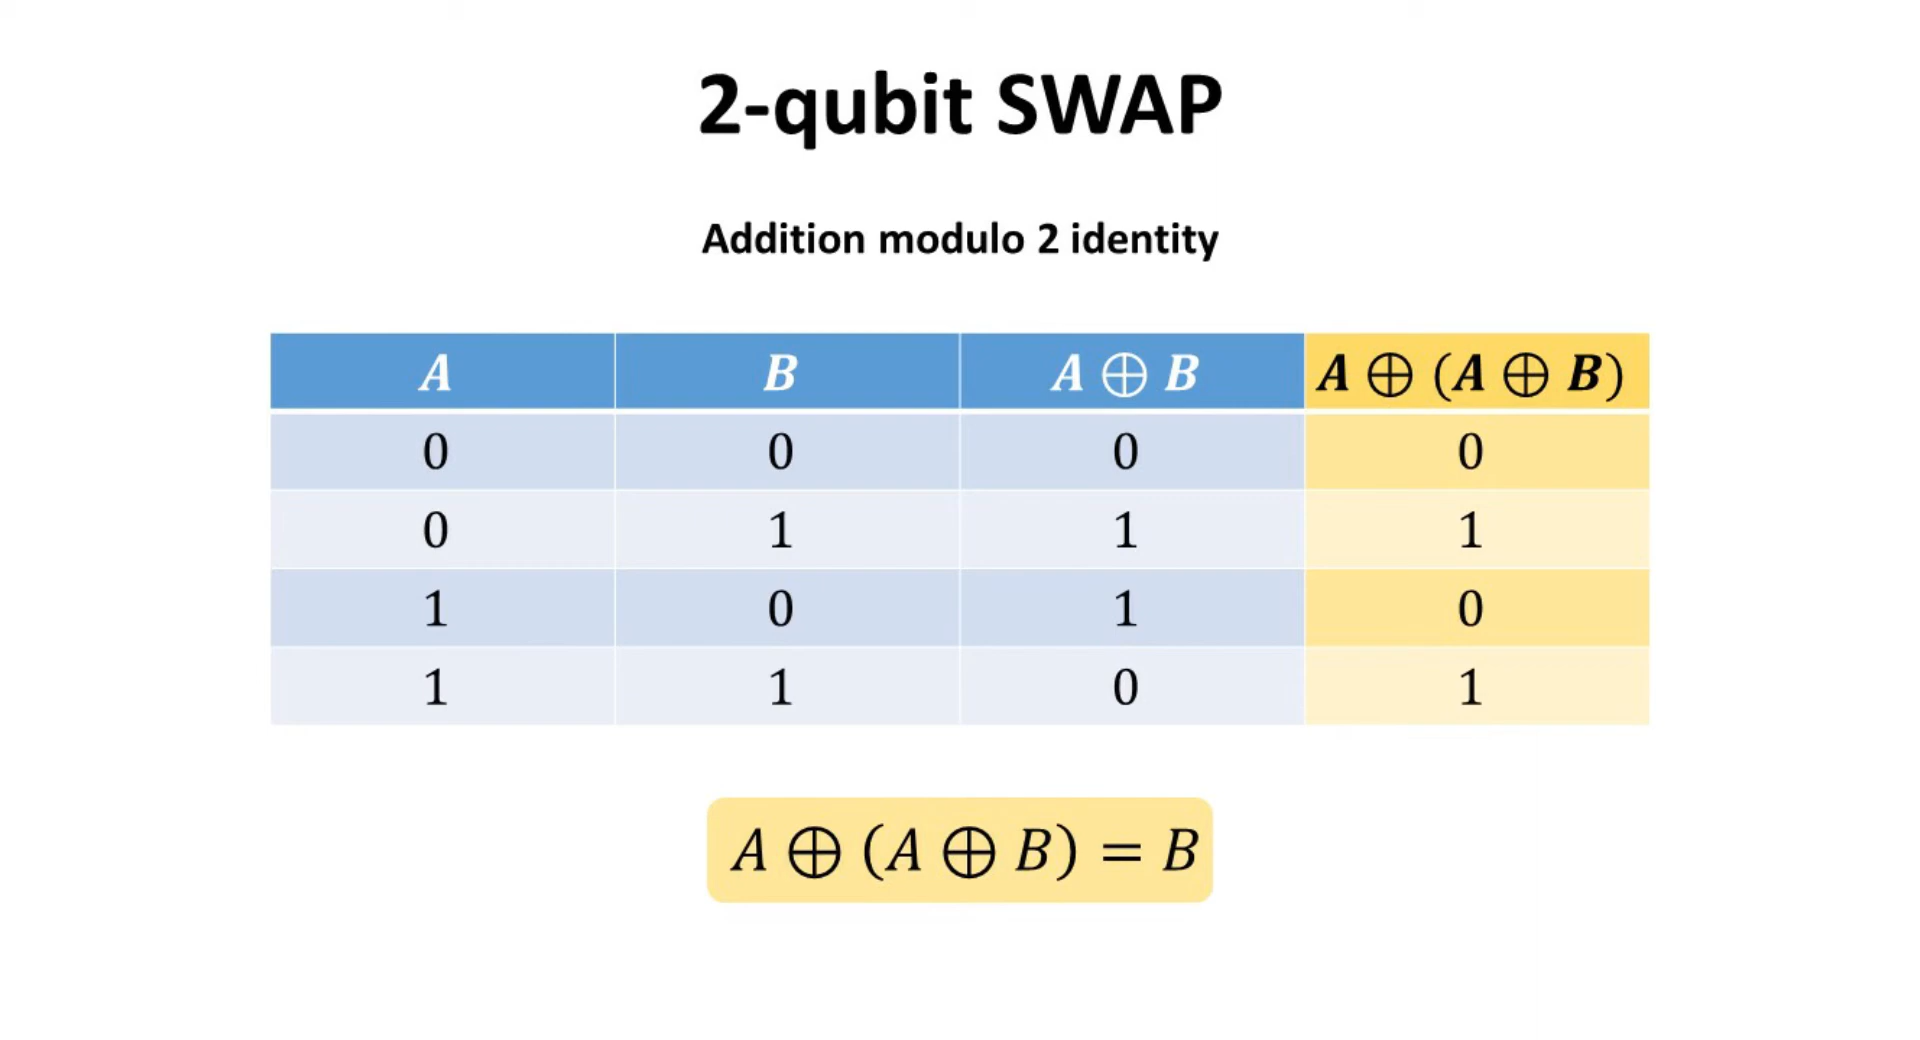 2-qubit SWAP
Addition modulo 2 identity
A B A ⊕ B A ⊕ (A ⊕ B)
0 0 0 0
0 1 1 1
1 0 1 0
1 1 0 1
A ⊕ (A ⊕ B) = B